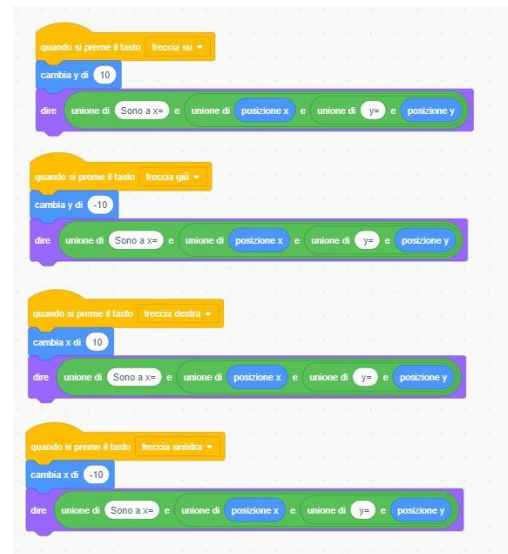 quando si preme il tasto freccia su
cambia y di 10
dire unione di Sono a x= e unione di posizione x e unione di y= e posizione y
quando si preme il tasto freccia giù
cambia y di -10
dire unione di Sono a x= e unione di posizione x e unione di y= e posizione y
quando si preme il tasto freccia destra
cambia x di 10
dire unione di Sono a x= e unione di posizione x e unione di y= e posizione y
quando si preme il tasto freccia sinistra
cambia x di -10
dire unione di Sono a x= e unione di posizione x e unione di y= e posizione y